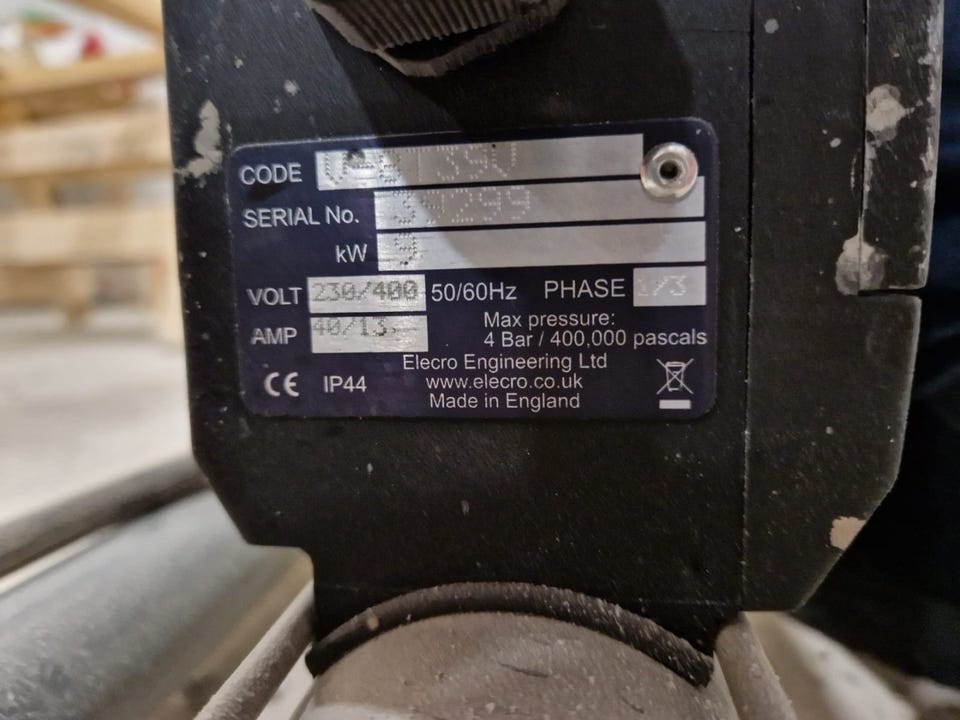 CODE
SERIAL No.
kW
VOLT 230/400 50/60Hz PHASE 1/3
AMP 40/13.
Max pressure:
4 Bar / 400,000 pascals
Elecro Engineering Ltd
CE IP44 www.elecro.co.uk
Made in England